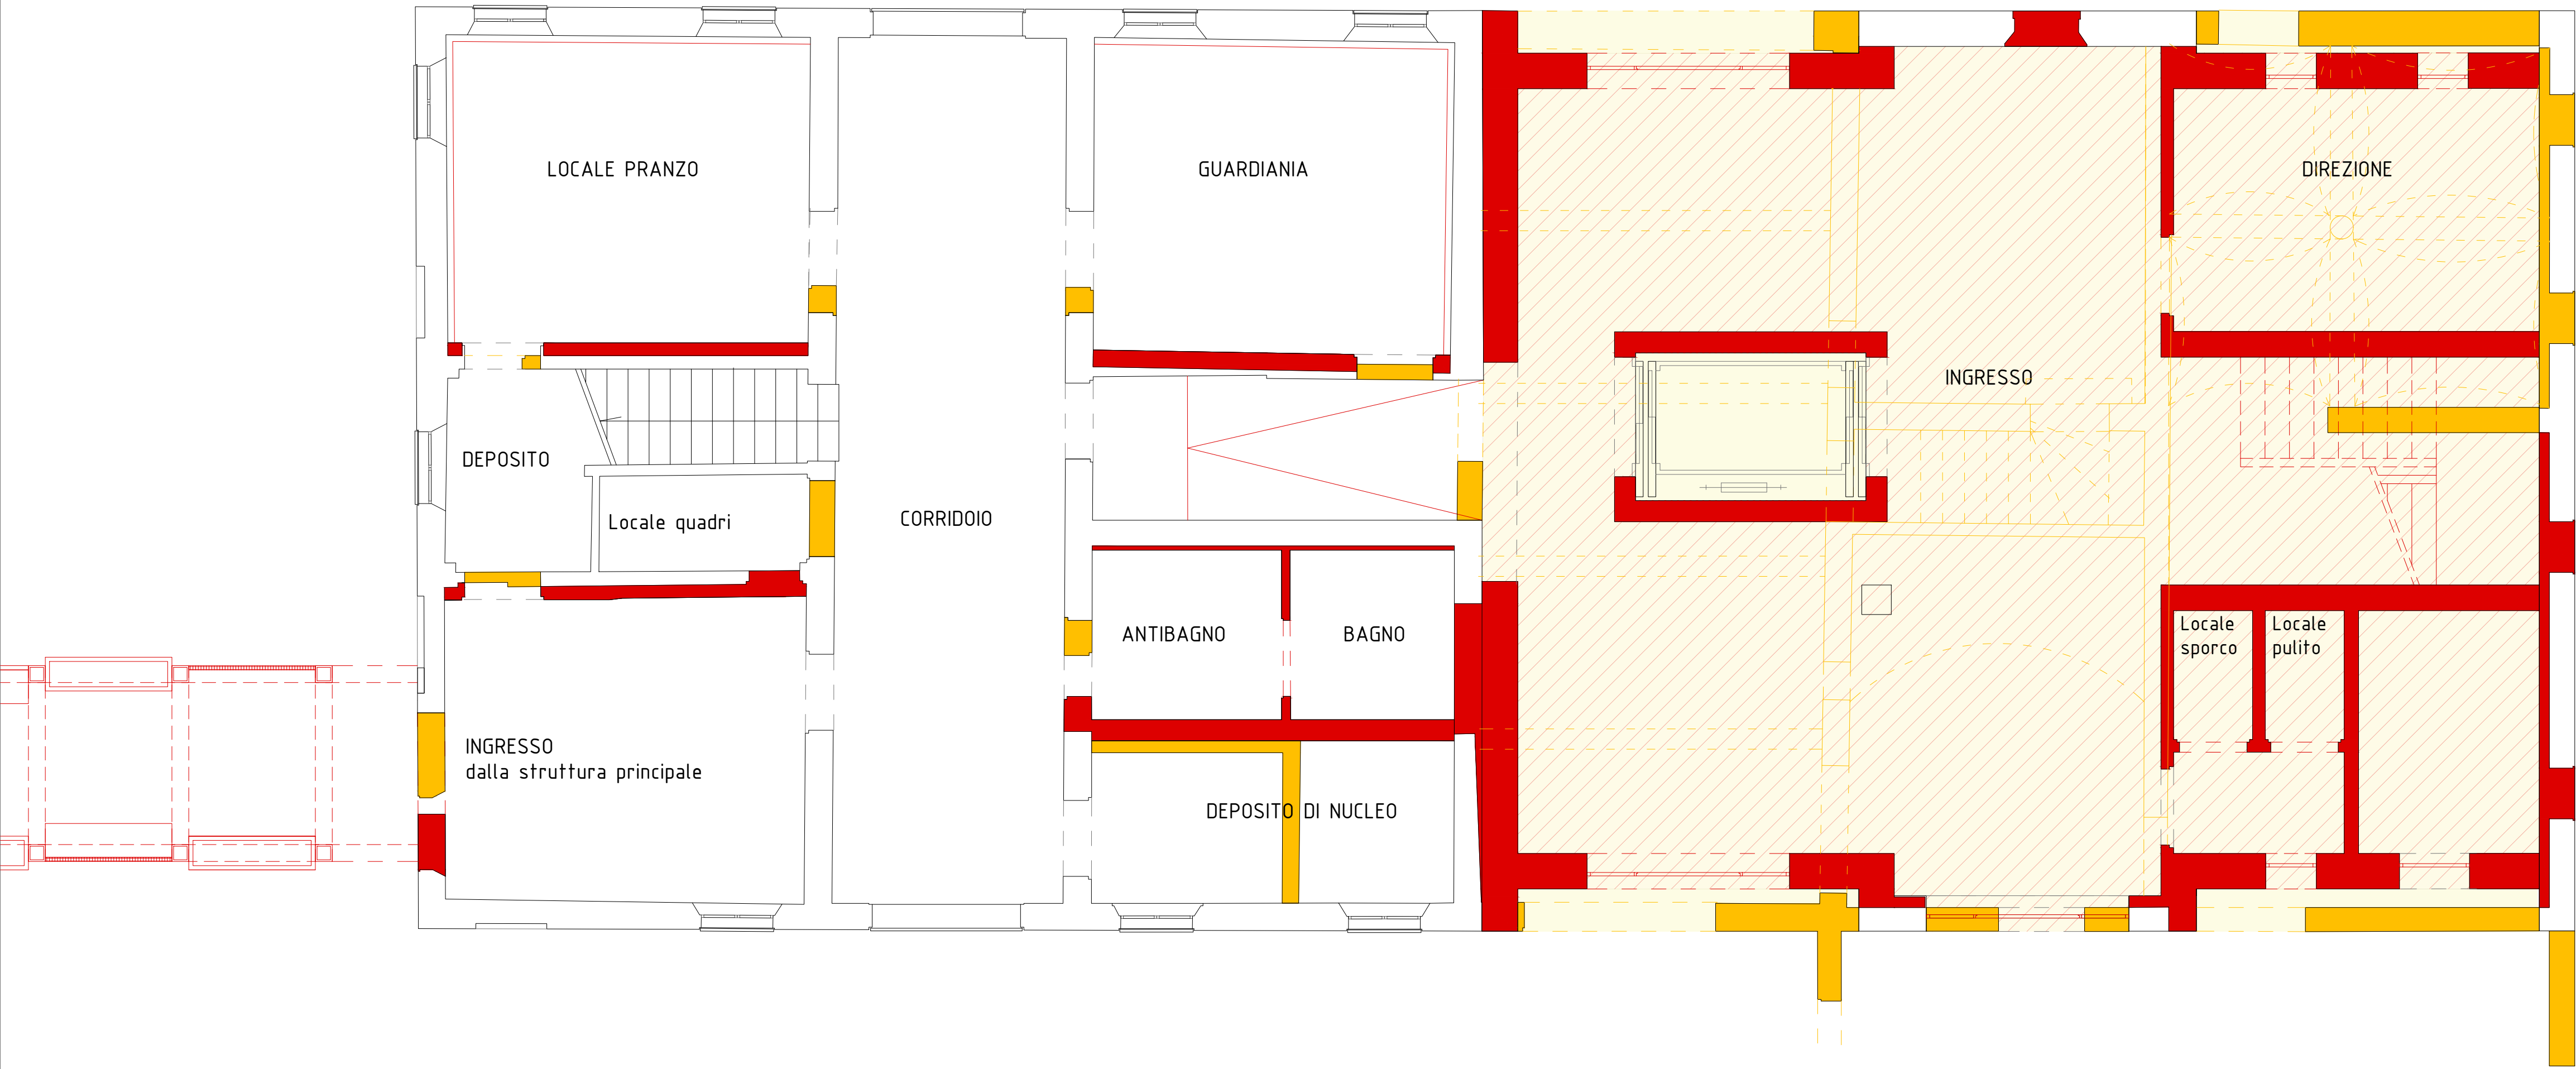 LOCALE PRANZO
GUARDIANIA
DIREZIONE
INGRESSO
DEPOSITO
Locale quadri
CORRIDOIO
ANTIBAGNO
BAGNO
Locale
sporco
Locale
pulito
INGRESSO
dalla struttura principale
DEPOSITO DI NUCLEO